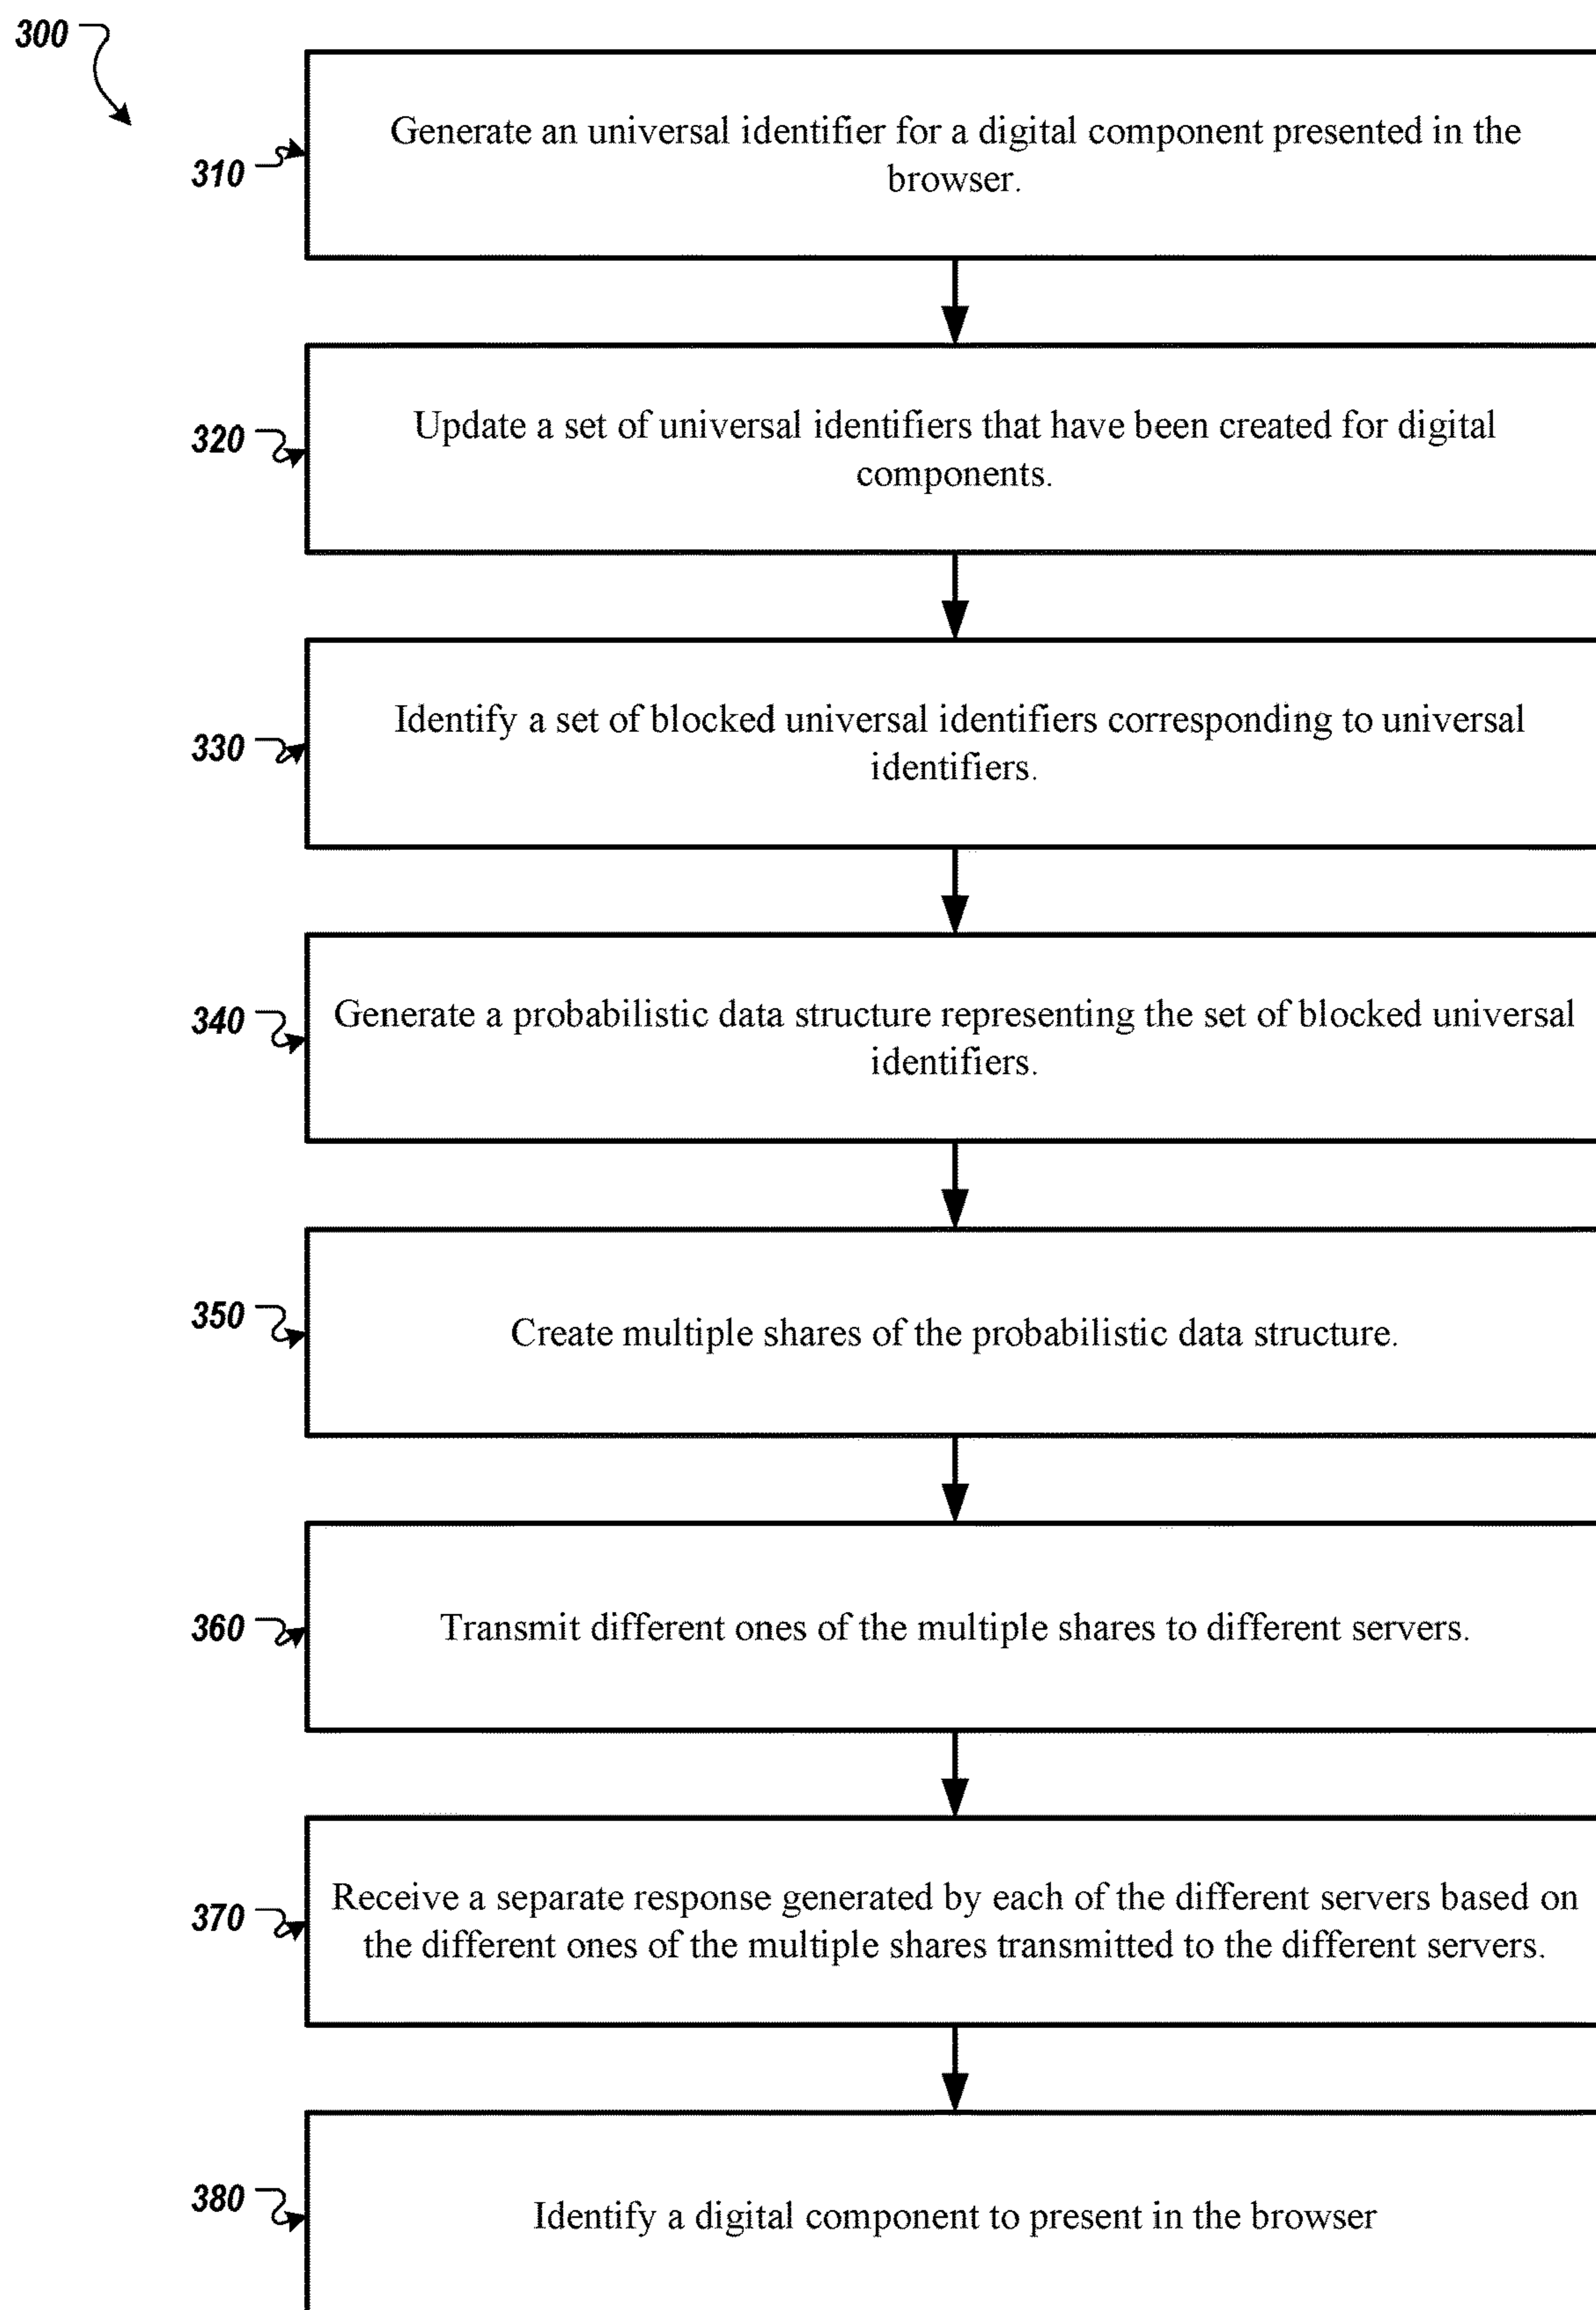 300
310
Generate an universal identifier for a digital component presented in the
browser.
320
Update a set of universal identifiers that have been created for digital
components.
330
Identify a set of blocked universal identifiers corresponding to universal
identifiers.
340
Generate a probabilistic data structure representing the set of blocked universal
identifiers.
350
Create multiple shares of the probabilistic data structure.
360
Transmit different ones of the multiple shares to different servers.
370
Receive a separate response generated by each of the different servers based on
the different ones of the multiple shares transmitted to the different servers.
380
Identify a digital component to present in the browser